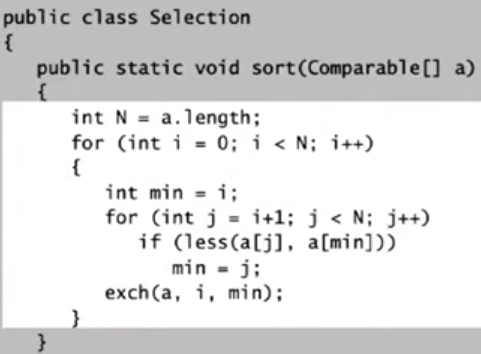 public class Selection
{
public static void sort(Comparable[] a)
{
int N = a.length;
for (int i = 0; i < N; i++)
{
int min = i;
for (int j = i+1; j < N; j++)
if (less(a[j], a[min]))
min = j;
exch(a, i, min);
}
}